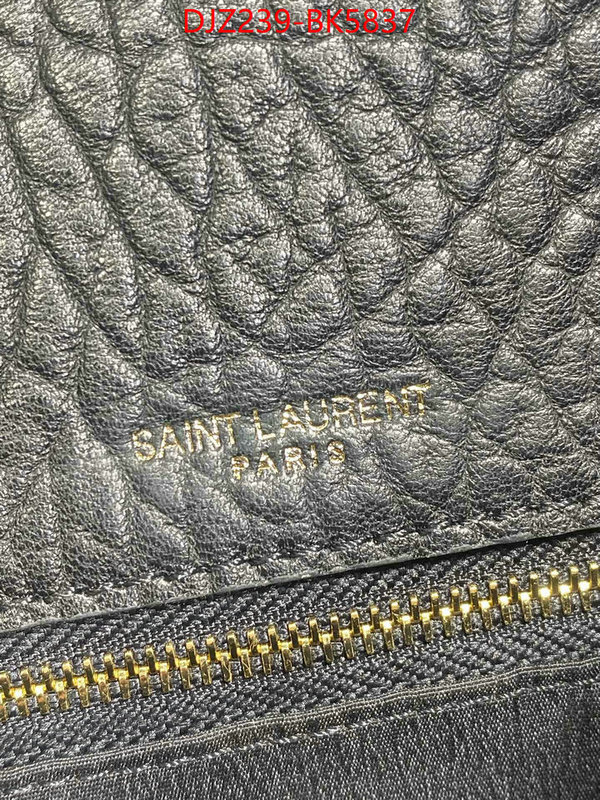 DJZ239-BK5837
SAINT LAURENT
PARIS